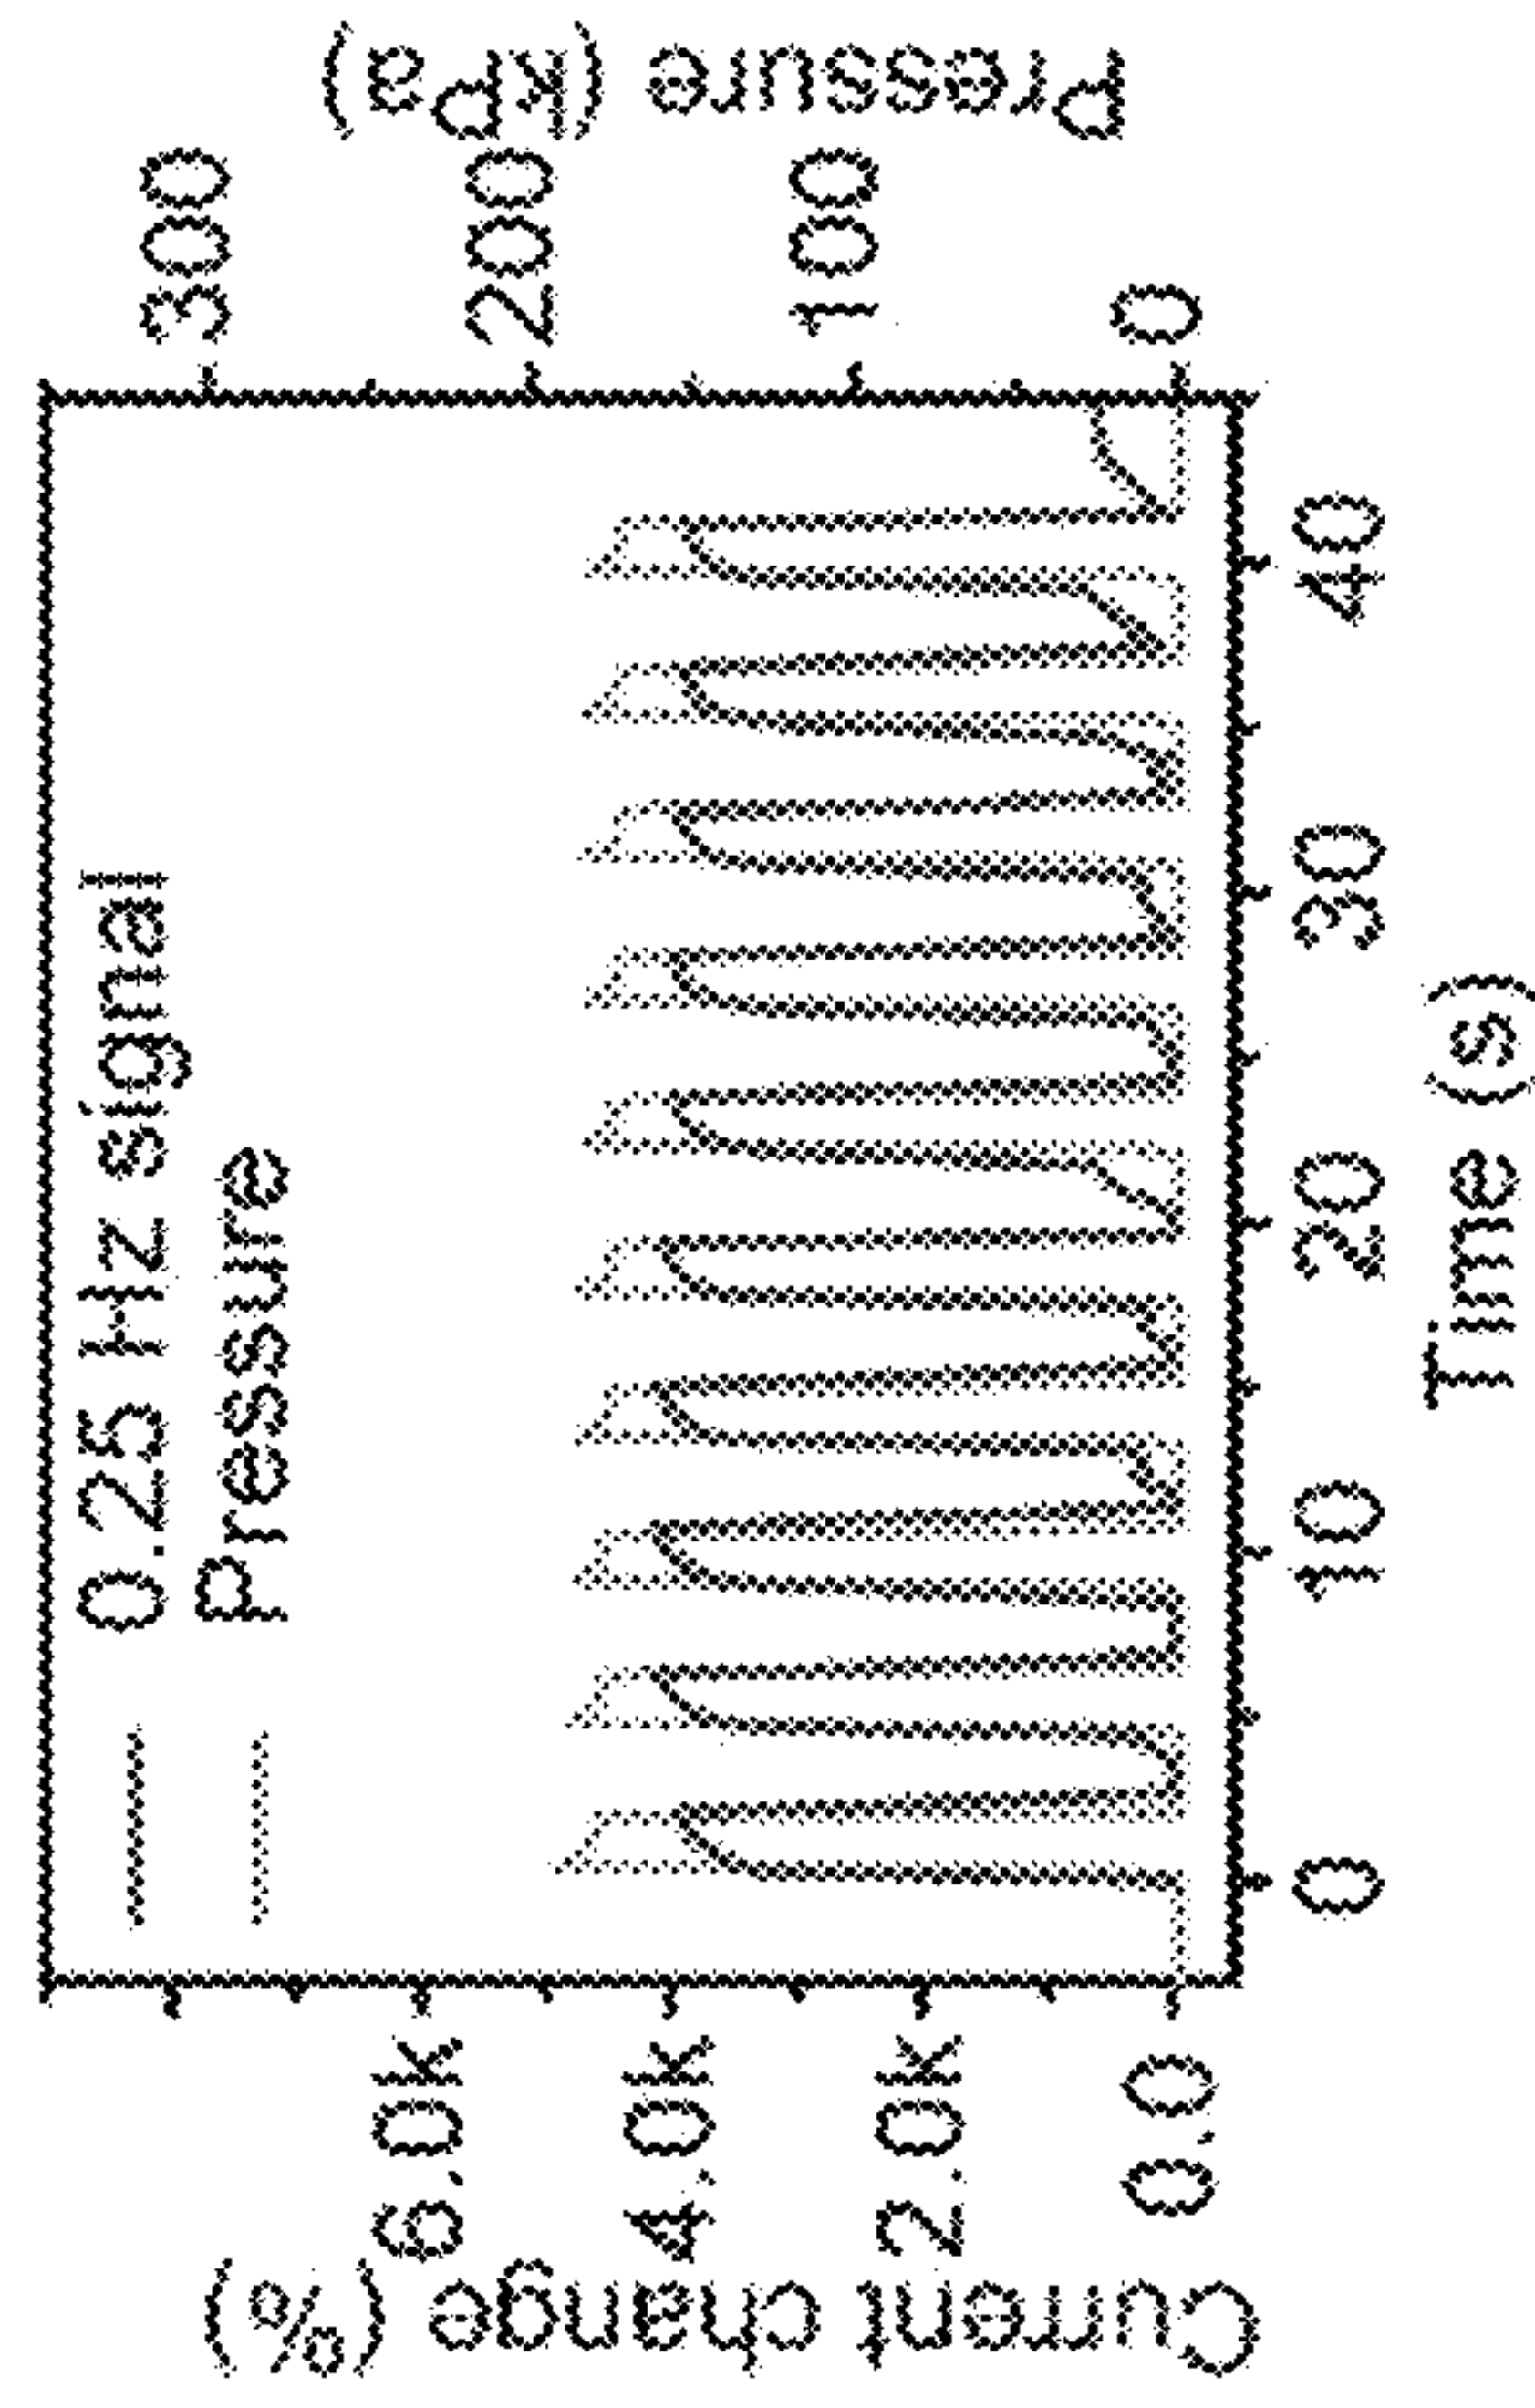 0.25 Hz signal
Pressure
Current change (%)
6.0k
4.0k
2.0k
0.0
300
200
100
0
Pressure (kPa)
0 10 20 30 40
Time (s)